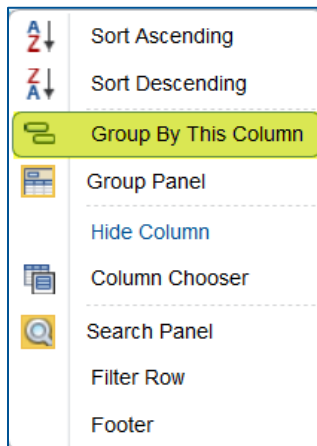 Sort Ascending
Sort Descending
Group By This Column
Group Panel
Hide Column
Column Chooser
Search Panel
Filter Row
Footer